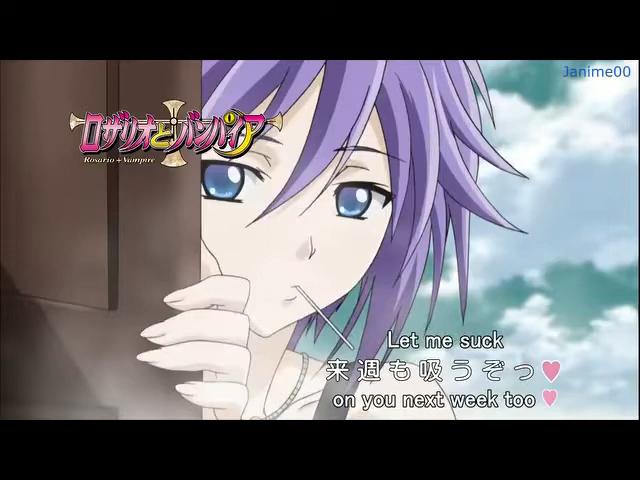 Janime00
ロザリオとバンパイア
Rosario + Vampire
Let me suck
来週も吸うぞっ♥
on you next week too ♥